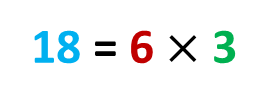 18 = 6 × 3